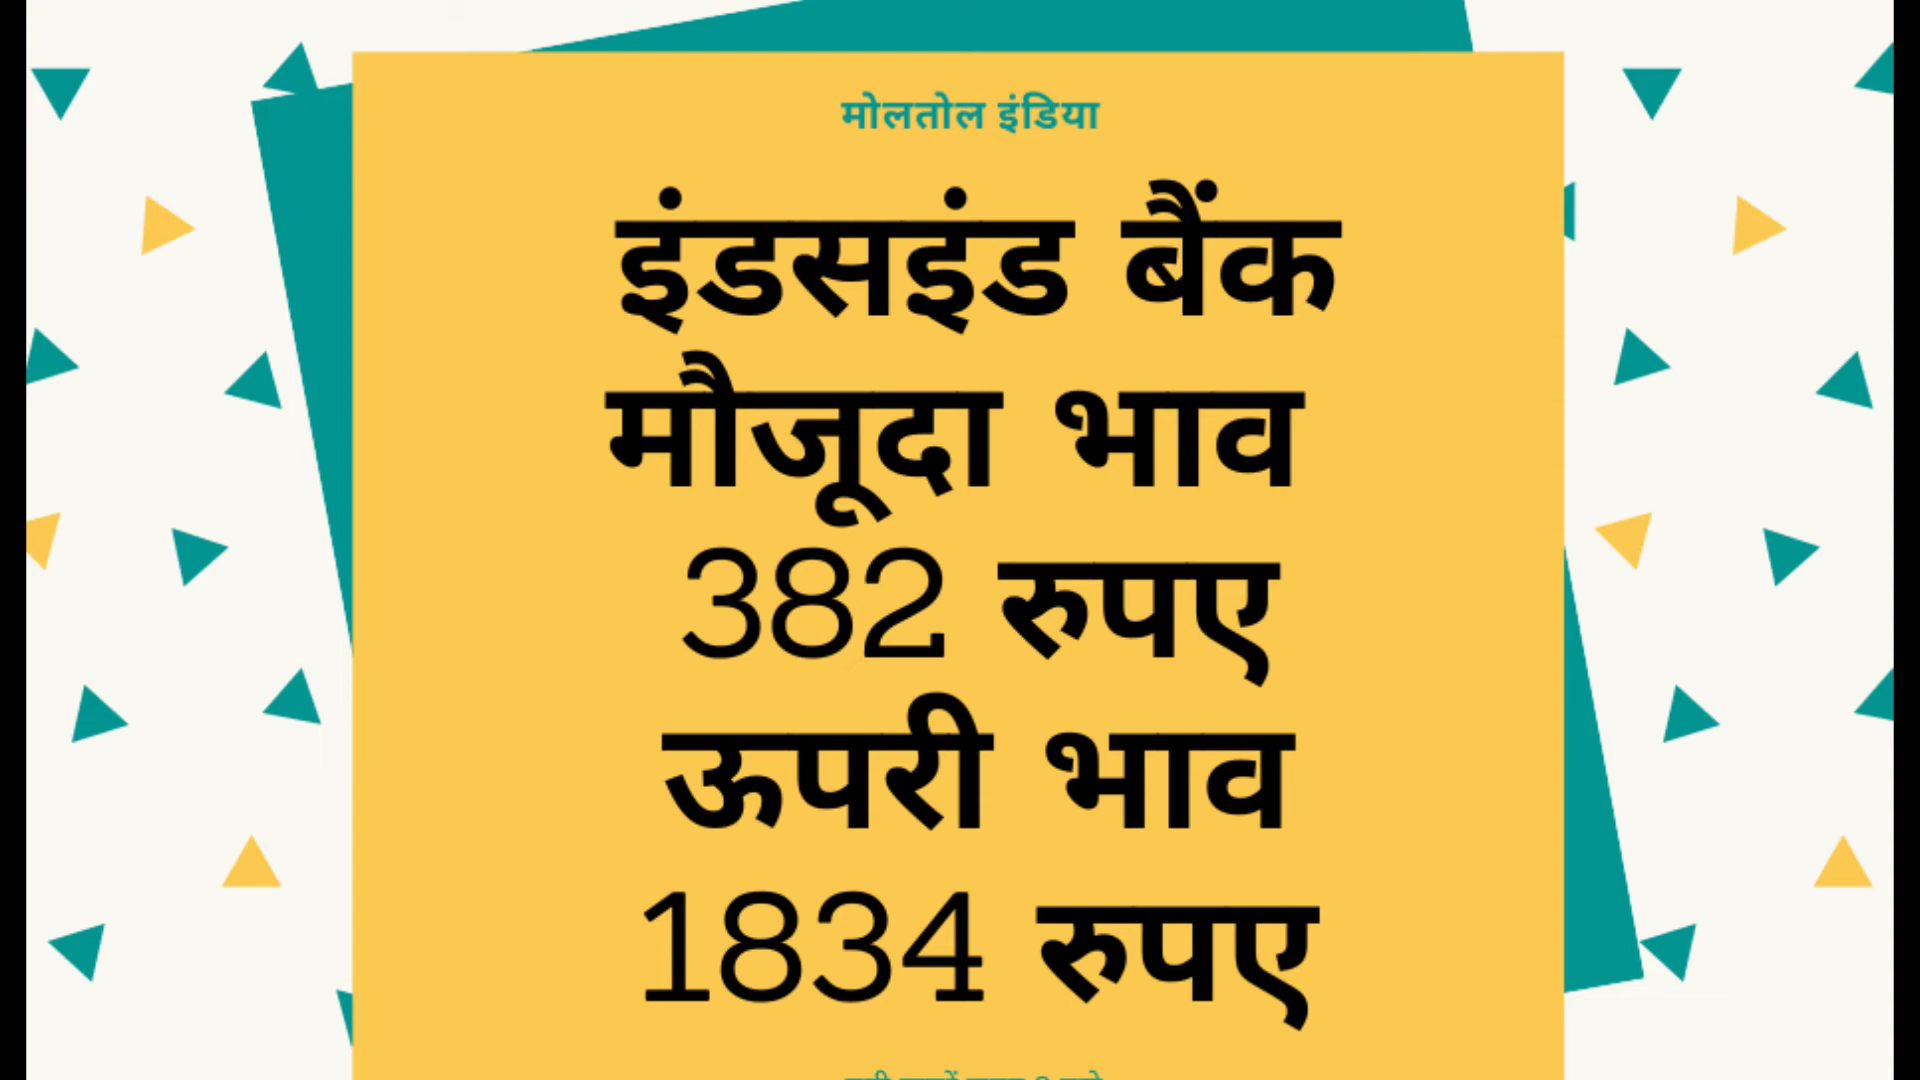 मोलतोल इंडिया
इंडसइंड बैंक
मौजूदा भाव
382 रुपए
ऊपरी भाव
1834 रुपए